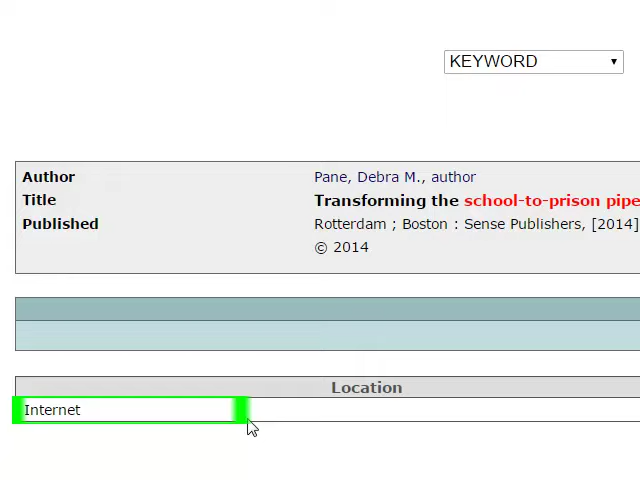 KEYWORD
Author Pane, Debra M., author
Title Transforming the school-to-prison pipe
Published Rotterdam ; Boston : Sense Publishers, [2014]
© 2014
Location
Internet